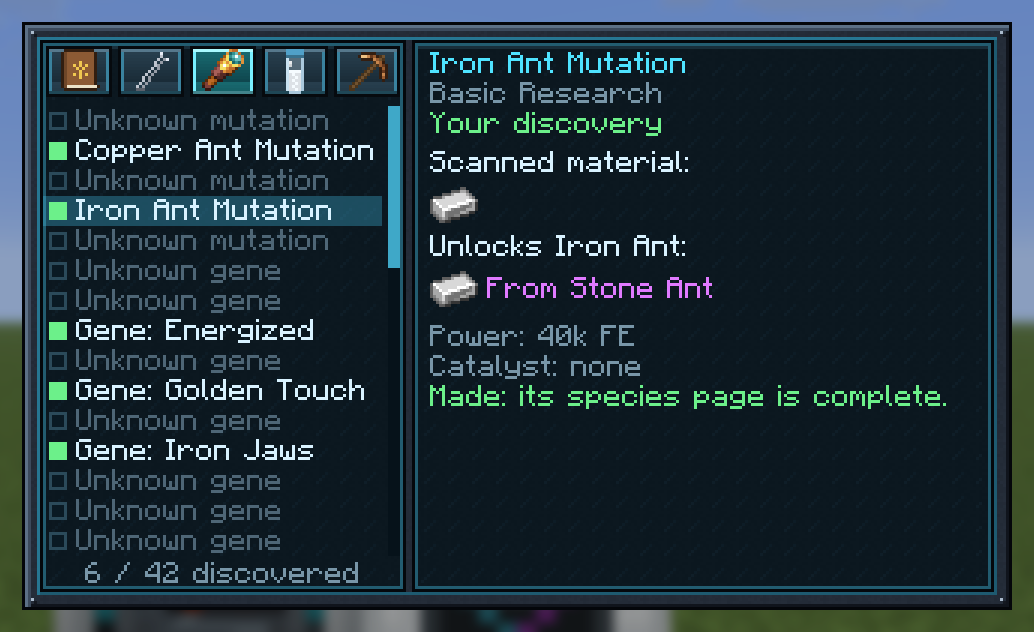 Unknown mutation
Copper Ant Mutation
Unknown mutation
Iron Ant Mutation
Unknown mutation
Unknown gene
Unknown gene
Gene: Energized
Unknown gene
Gene: Golden Touch
Unknown gene
Gene: Iron Jaws
Unknown gene
Unknown gene
Unknown gene
6 / 42 discovered
Iron Ant Mutation
Basic Research
Your discovery
Scanned material:
Unlocks Iron Ant:
From Stone Ant
Power: 40k FE
Catalyst: none
Made: its species page is complete.